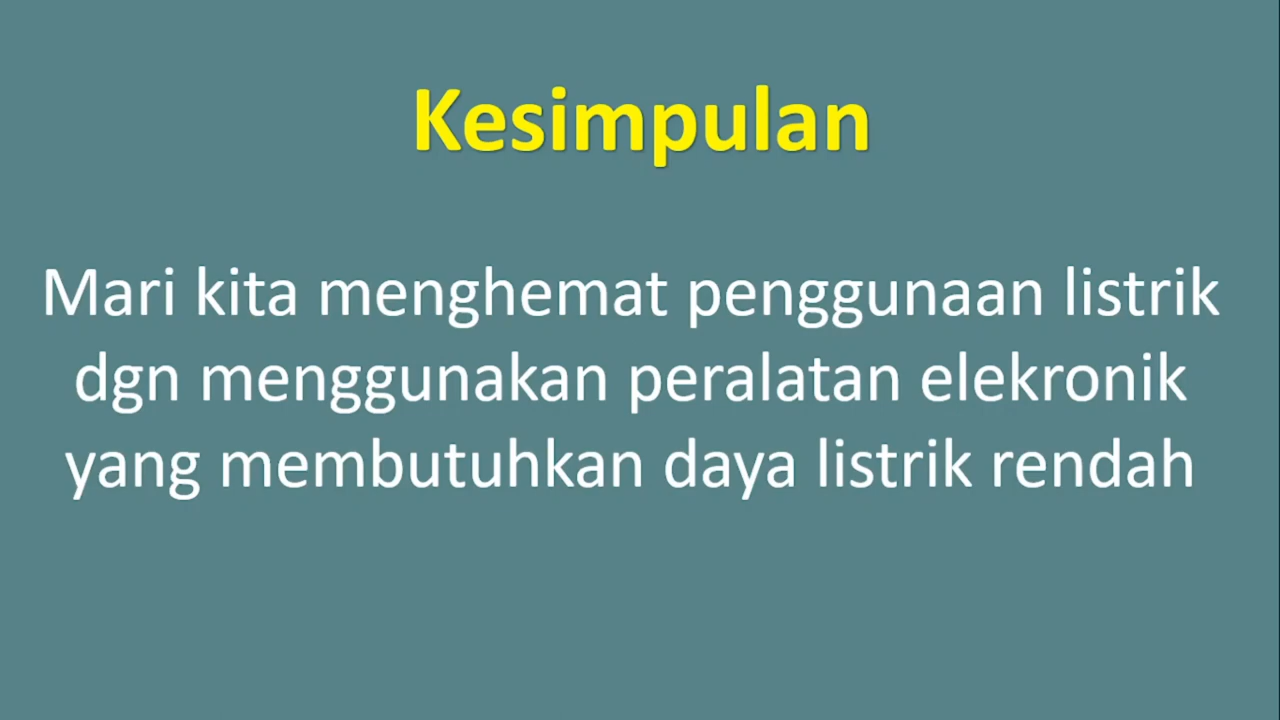 Kesimpulan
Mari kita menghemat penggunaan listrik
dgn menggunakan peralatan elekronik
yang membutuhkan daya listrik rendah